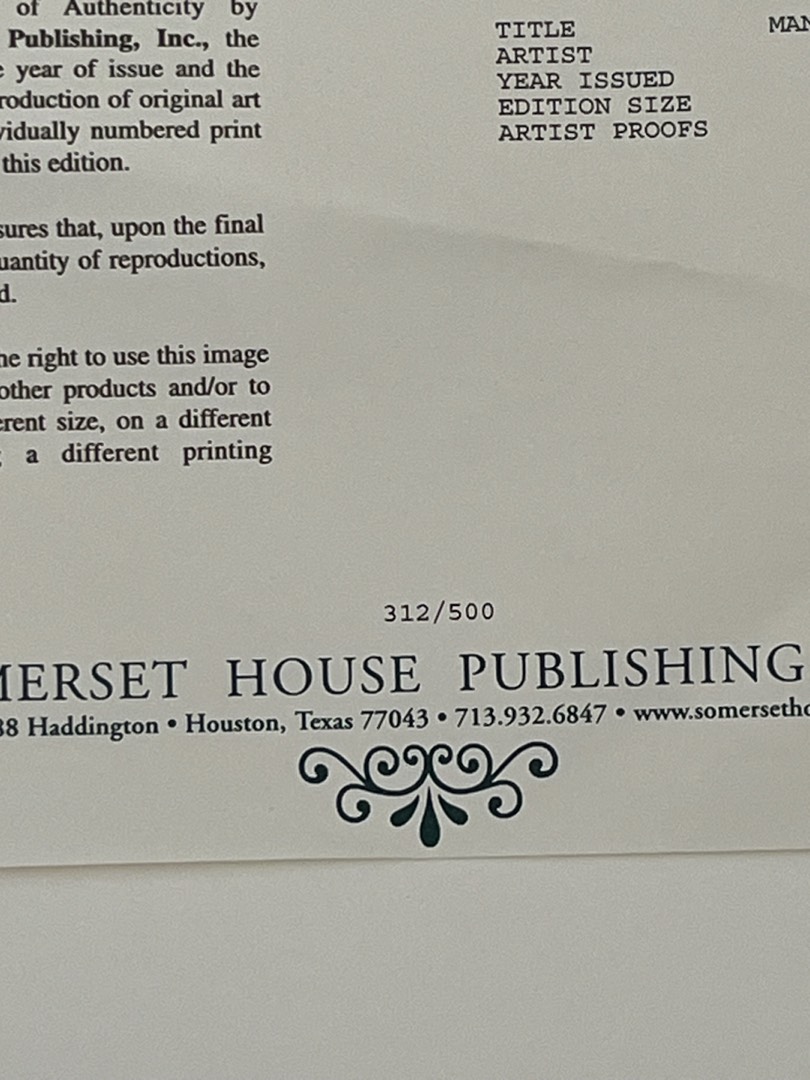 of Authenticity by
Publishing, Inc., the
year of issue and the
roduction of original art
vidually numbered print
this edition.
sures that, upon the final
uantity of reproductions,
d.
he right to use this image
other products and/or to
erent size, on a different
a different printing
TITLE MAN
ARTIST
YEAR ISSUED
EDITION SIZE
ARTIST PROOFS
312/500
MERSET HOUSE PUBLISHING
38 Haddington • Houston, Texas 77043 • 713.932.6847 • www.somersetho